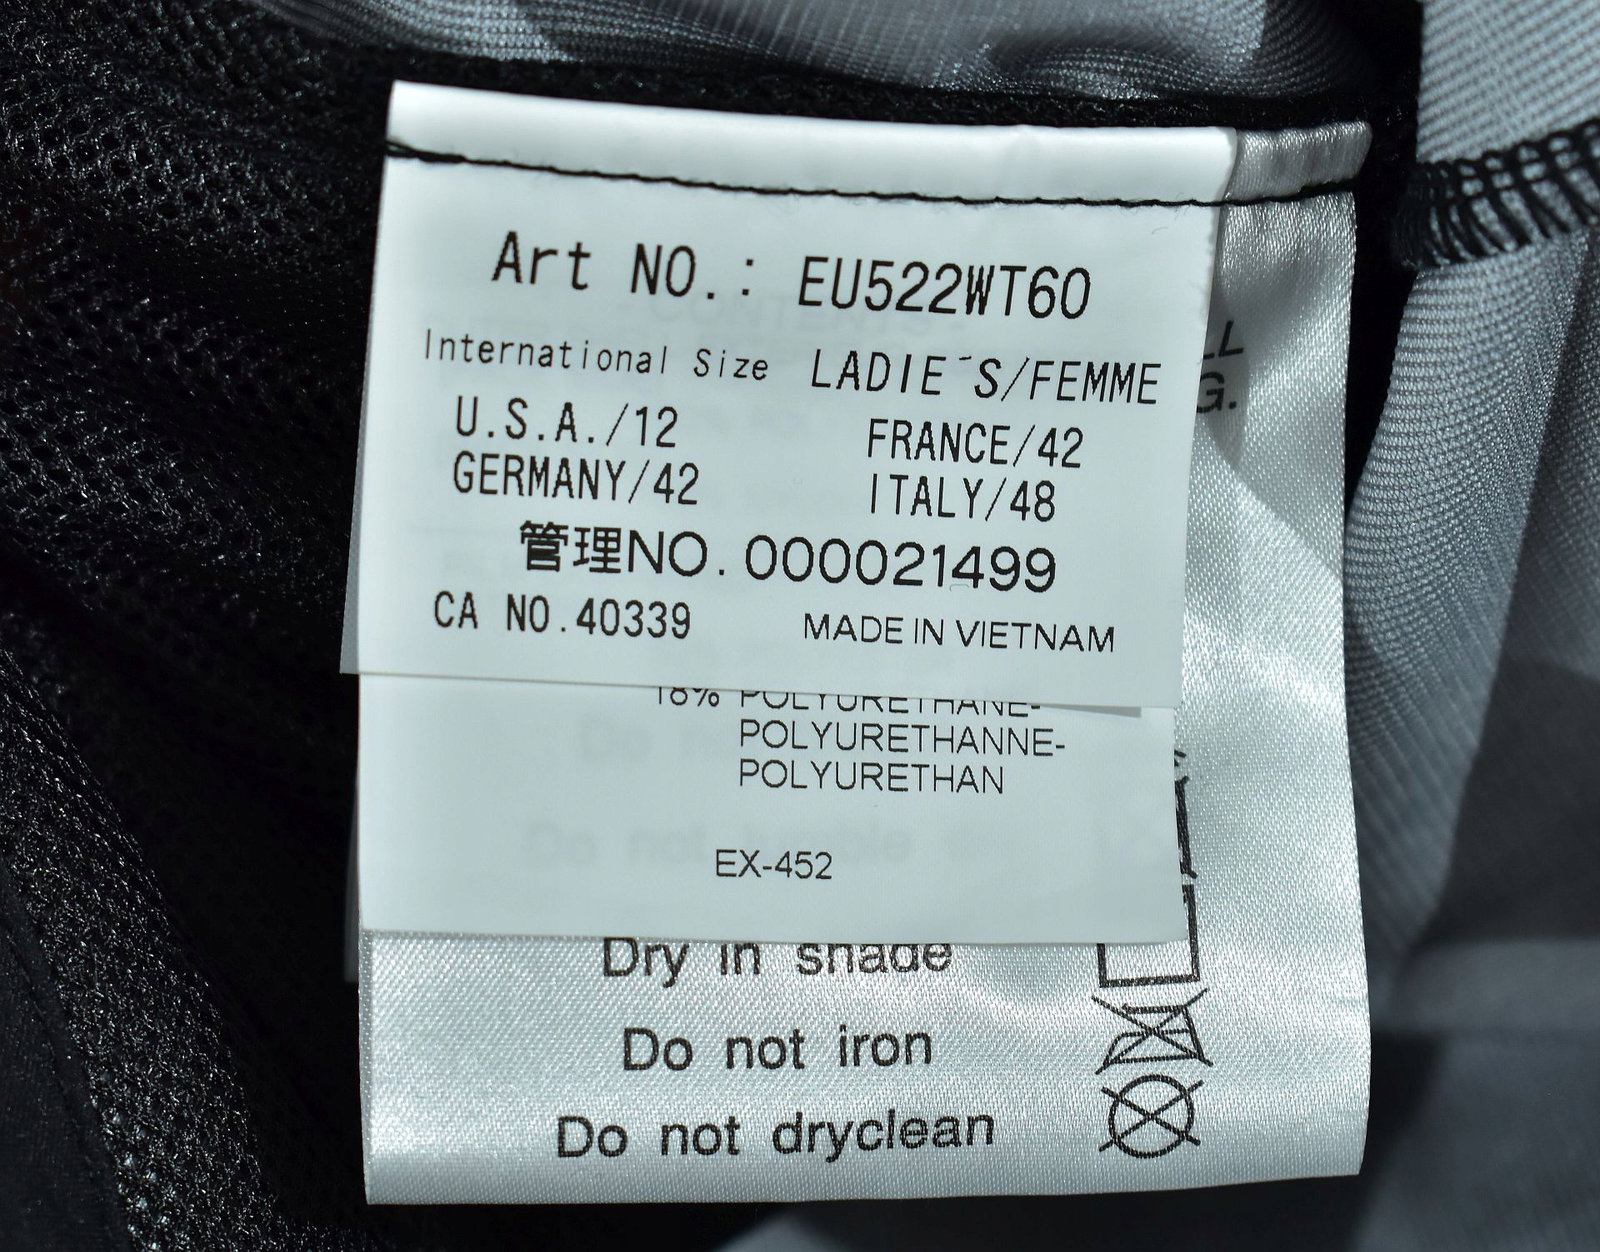 Art NO.: EU522WT60
International Size LADIE´S/FEMME
U.S.A./12 FRANCE/42
GERMANY/42 ITALY/48
管理NO. 000021499
CA NO.40339 MADE IN VIETNAM
18% POLYURETHANE-
POLYURETHANNE-
POLYURETHAN
EX-452
Dry in shade
Do not iron
Do not dryclean